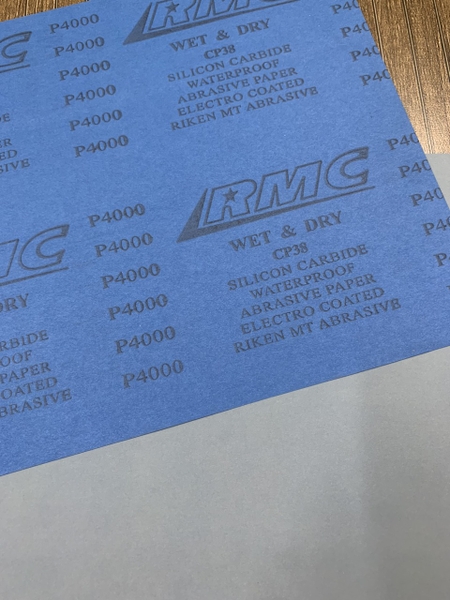 P4000
P4000
P4000
P4000
P4000
P4000
RMC
WET & DRY
CP38
SILICON CARBIDE
WATERPROOF
ABRASIVE PAPER
ELECTRO COATED
RIKEN MT ABRASIVE
P4000
P4000
P4000
P4000
P4000
P4000
RMC
WET & DRY
CP38
SILICON CARBIDE
WATERPROOF
ABRASIVE PAPER
ELECTRO COATED
RIKEN MT ABRASIVE